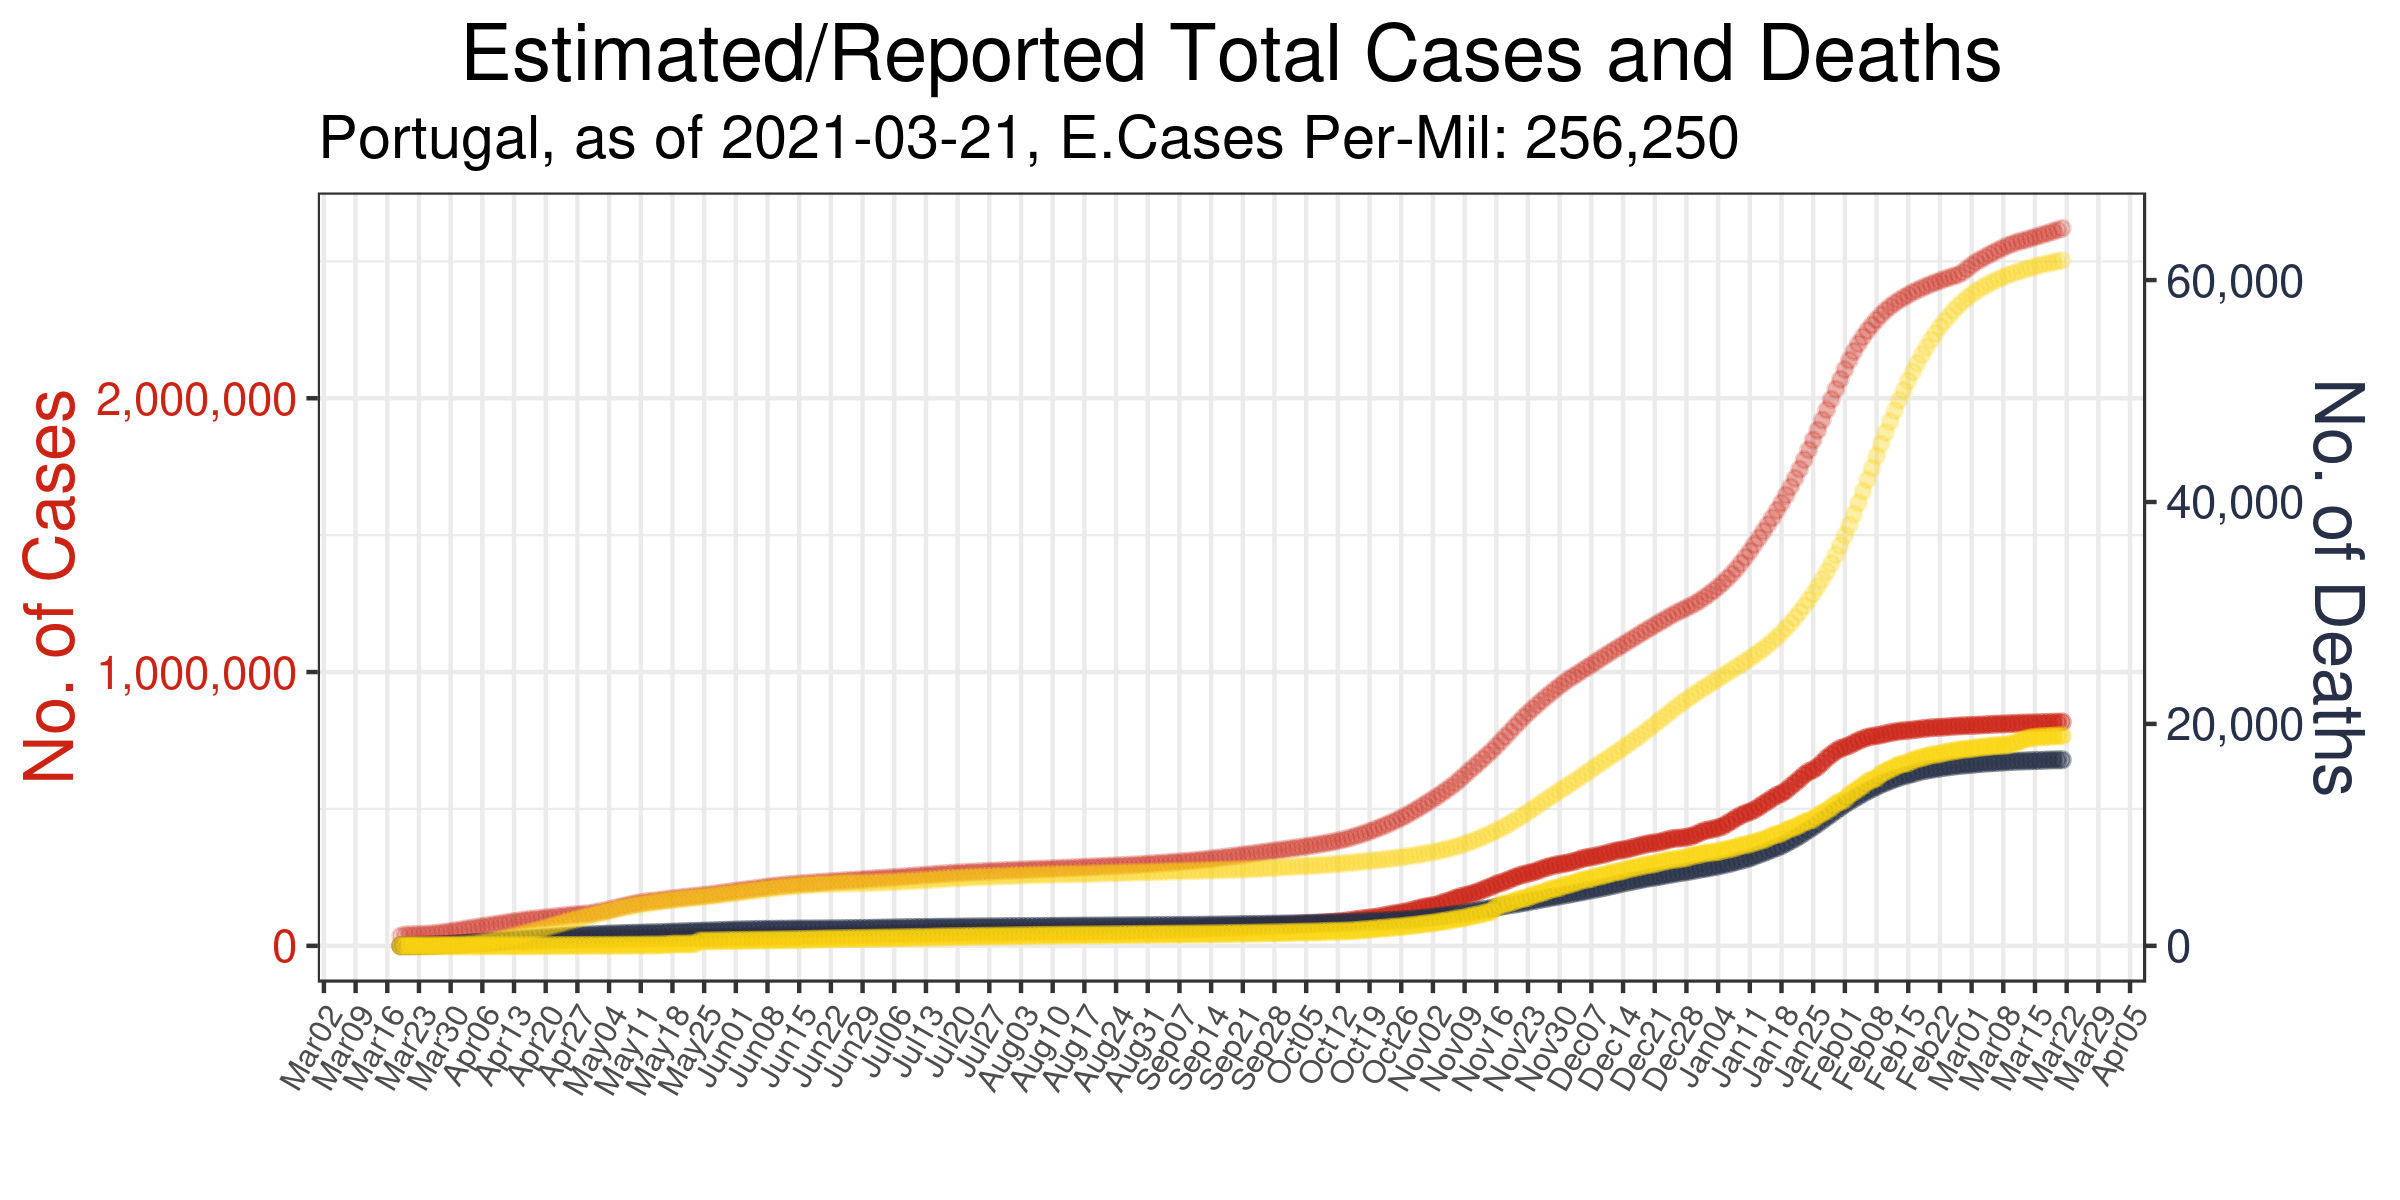 Estimated/Reported Total Cases and Deaths
Portugal, as of 2021-03-21, E.Cases Per-Mil: 256,250
No. of Cases
2,000,000
1,000,000
0
60,000
40,000
20,000
0
No. of Deaths
Mar02
Mar09
Mar16
Mar23
Mar30
Apr06
Apr13
Apr20
Apr27
May04
May11
May18
May25
Jun01
Jun08
Jun15
Jun22
Jun29
Jul06
Jul13
Jul20
Jul27
Aug03
Aug10
Aug17
Aug24
Aug31
Sep07
Sep14
Sep21
Sep28
Oct05
Oct12
Oct19
Oct26
Nov02
Nov09
Nov16
Nov23
Nov30
Dec07
Dec14
Dec21
Dec28
Dec04
Jan11
Jan18
Jan25
Feb01
Feb08
Feb15
Feb22
Mar01
Mar08
Mar15
Mar22
Mar29
Apr05